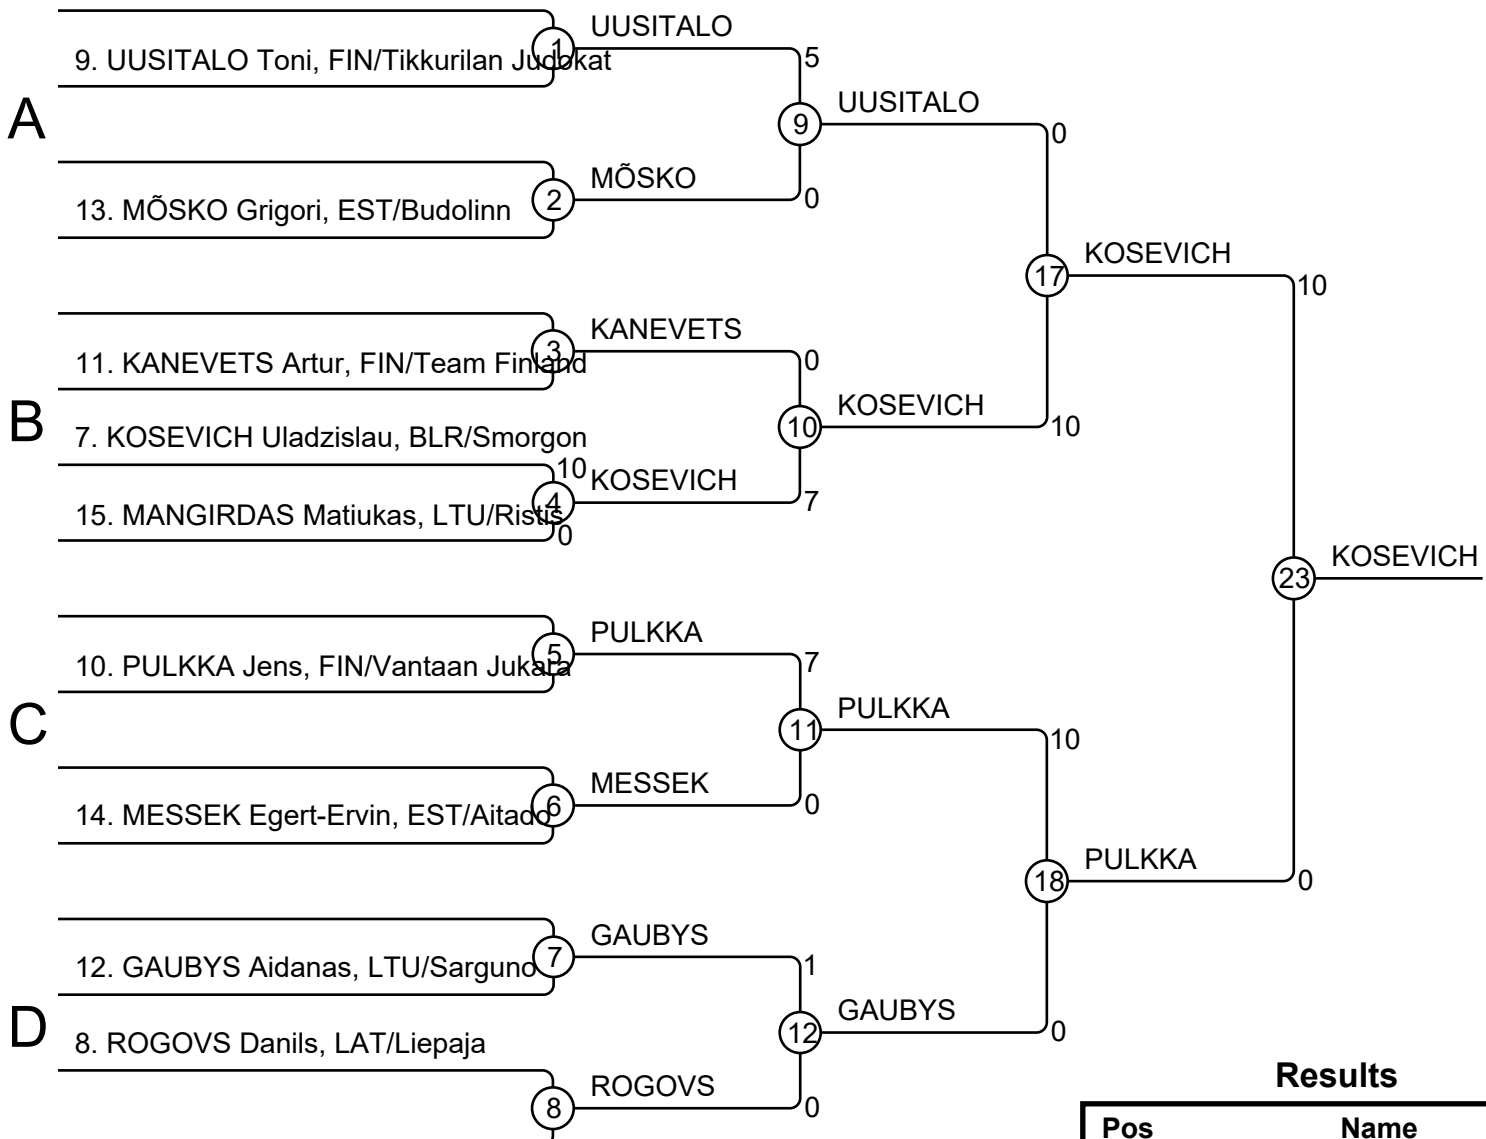 UUSITALO
9. UUSITALO Toni, FIN/Tikkurilan Judokat
1
5
A
9
UUSITALO
0
13. MÕSKO Grigori, EST/Budolinn
2
MÕSKO
0
17
KOSEVICH
10
11. KANEVETS Artur, FIN/Team Finland
3
KANEVETS
0
B
7. KOSEVICH Uladzislau, BLR/Smorgon
10
KOSEVICH
10
10
KOSEVICH
15. MANGIRDAS Matiukas, LTU/Ristis
4
0
7
23
KOSEVICH
10. PULKKA Jens, FIN/Vantaan Jukara
5
PULKKA
7
C
11
PULKKA
10
14. MESSEK Egert-Ervin, EST/Aitado
6
MESSEK
0
18
PULKKA
0
12. GAUBYS Aidanas, LTU/Sarguno
7
GAUBYS
1
D
8. ROGOVS Danils, LAT/Liepaja
12
GAUBYS
0
8
ROGOVS
0
Results
Pos Name